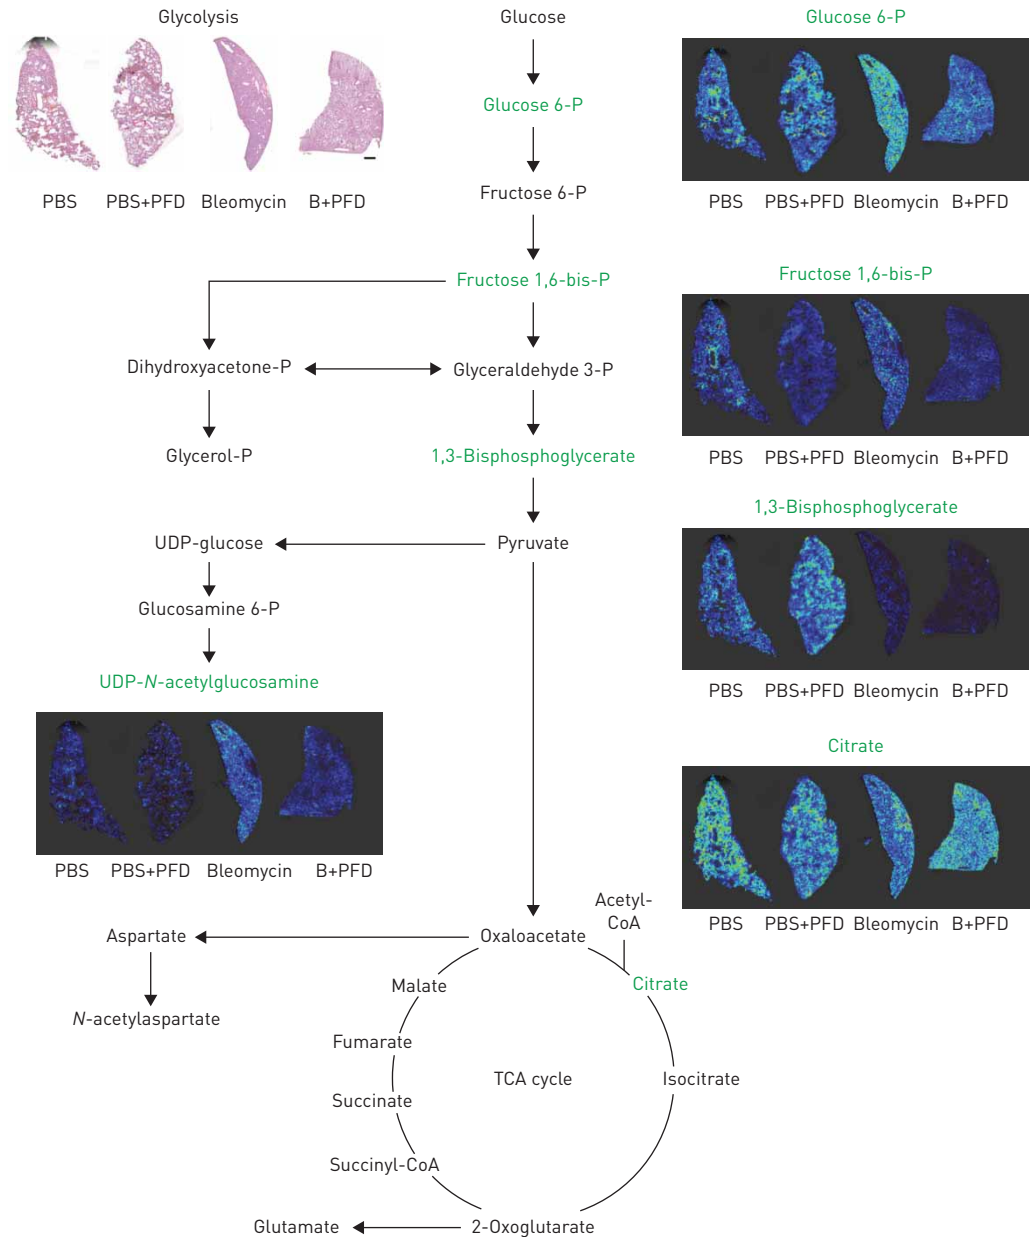 Glycolysis
PBS PBS+PFD Bleomycin B+PFD
Glucose
Glucose 6-P
Fructose 6-P
Fructose 1,6-bis-P
Dihydroxyacetone-P
Glyceraldehyde 3-P
Glycerol-P
1,3-Bisphosphoglycerate
UDP-glucose
Pyruvate
Glucosamine 6-P
UDP-N-acetylglucosamine
PBS PBS+PFD Bleomycin B+PFD
Glucose 6-P
PBS PBS+PFD Bleomycin B+PFD
Fructose 1,6-bis-P
PBS PBS+PFD Bleomycin B+PFD
1,3-Bisphosphoglycerate
PBS PBS+PFD Bleomycin B+PFD
Citrate
PBS PBS+PFD Bleomycin B+PFD
Acetyl-
CoA
Aspartate
Oxaloacetate
Malate
Citrate
N-acetylaspartate
Fumarate
TCA cycle
Isocitrate
Succinate
Succinyl-CoA
Glutamate
2-Oxoglutarate